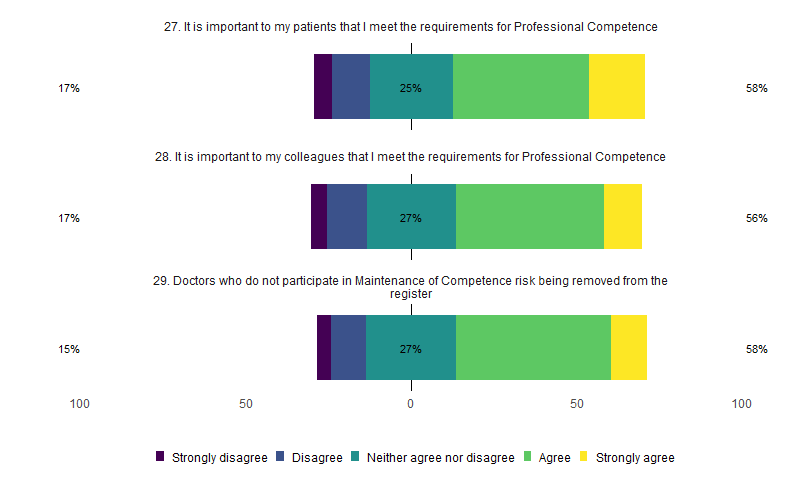 27. It is important to my patients that I meet the requirements for Professional Competence
17% 25% 58%
28. It is important to my colleagues that I meet the requirements for Professional Competence
17% 27% 56%
29. Doctors who do not participate in Maintenance of Competence risk being removed from the
register
15% 27% 58%
100 50 0 50 100
Strongly disagree Disagree Neither agree nor disagree Agree Strongly agree